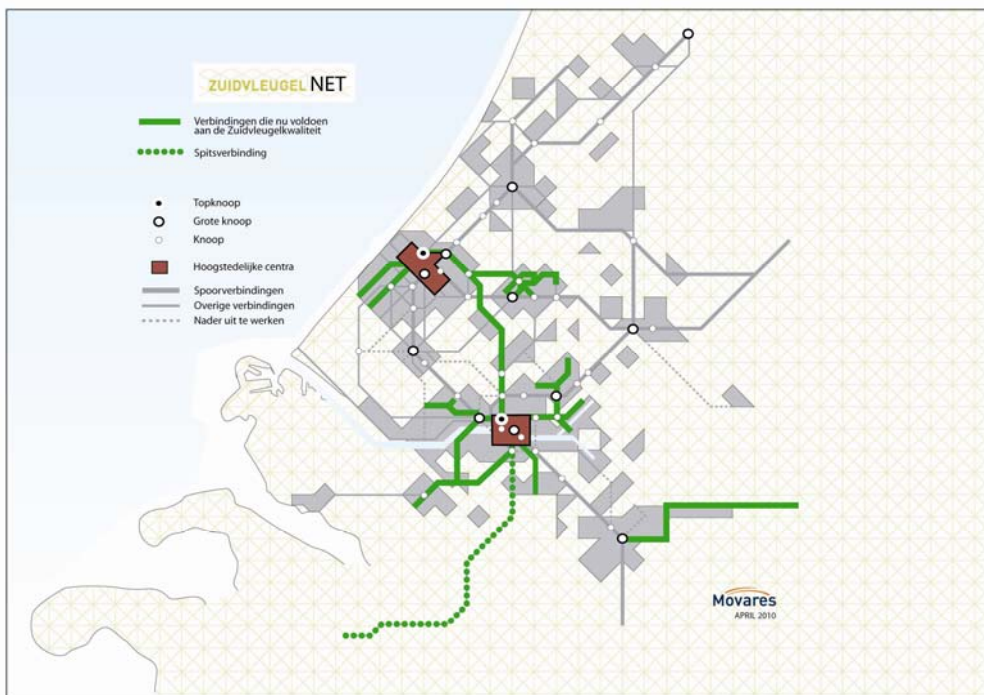 ZUIDVLEUGEL NET
Verbindingen die nu voldoen
aan de Zuidvleugelkwaliteit
Spitsverbinding
Topknoop
Grote knoop
Knoop
Hoogstedelijke centra
Spoorverbindingen
Overige verbindingen
Nader uit te werken
Movares
APRIL 2010